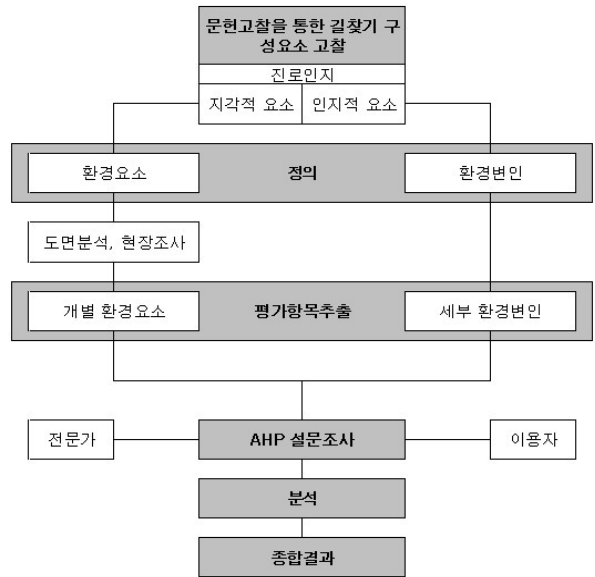 문헌고찰을 통한 길찾기 구
성요소 고찰
진로인지
지각적 요소 인지적 요소
환경요소 정의 환경변인
도면분석, 현장조사
개별 환경요소 평가항목추출 세부 환경변인
전문가 AHP 설문조사 이용자
분석
종합결과